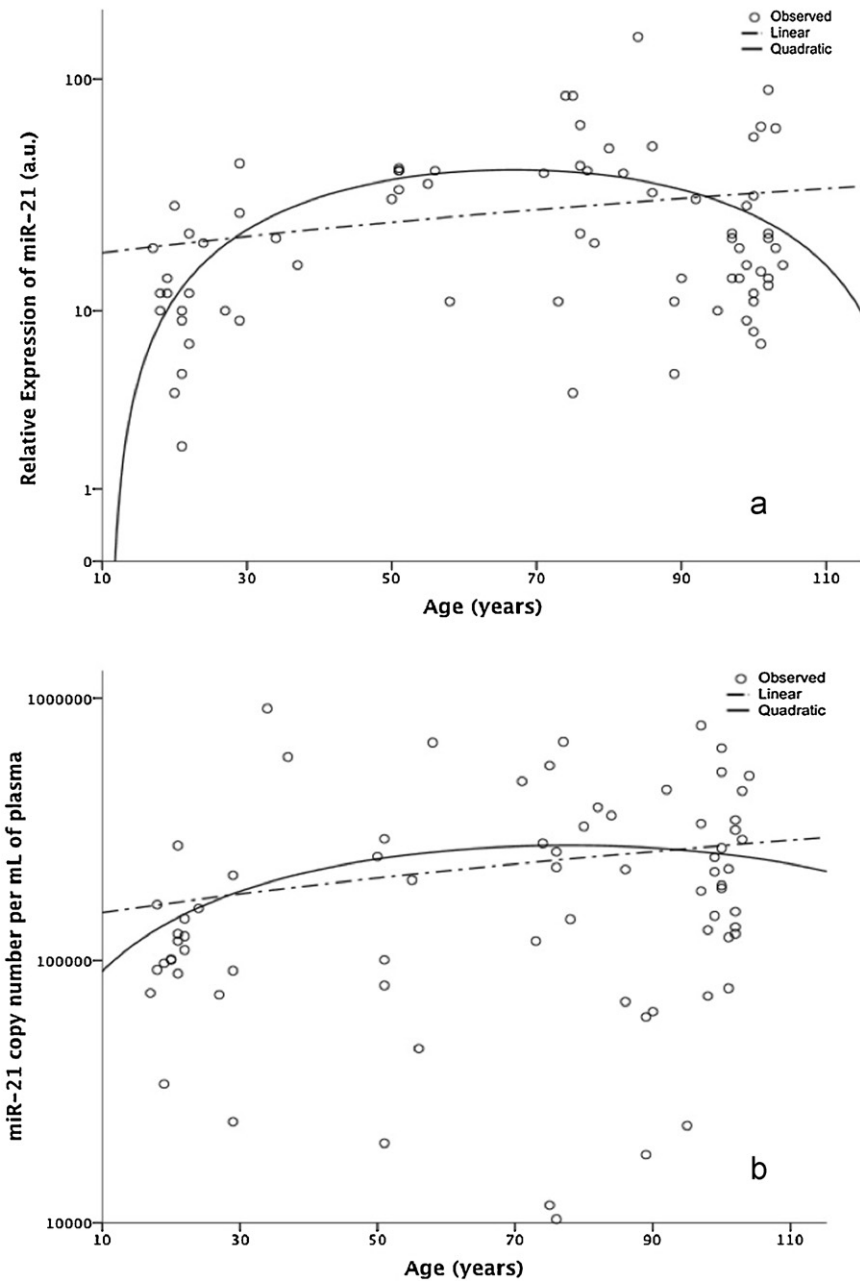 Observed
Linear
Quadratic
100
10
1
0
Relative Expression of miR-21 (a.u.)
a
10 30 50 70 90 110
Age (years)
Observed
Linear
Quadratic
1000000
100000
10000
miR-21 copy number per mL of plasma
b
10 30 50 70 90 110
Age (years)